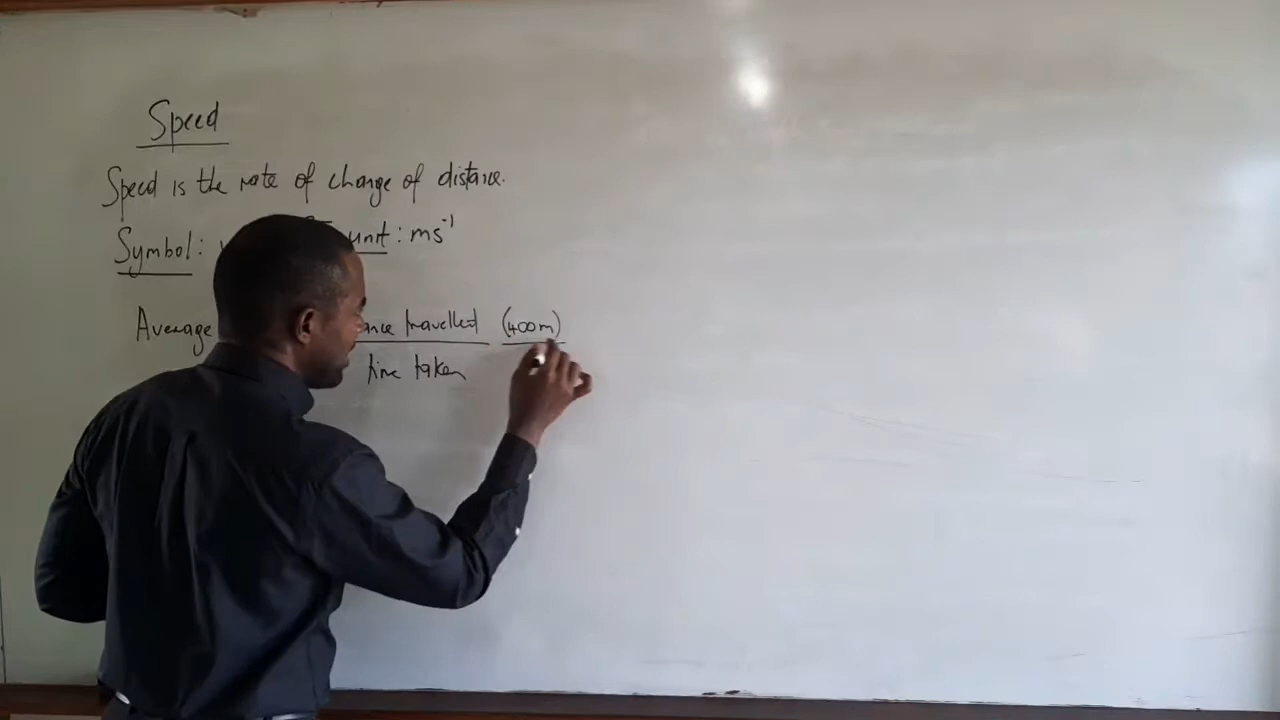 Speed
Speed is the rate of change of distance.
Symbol: unit: ms⁻¹
Average travelled (400m)
time taken